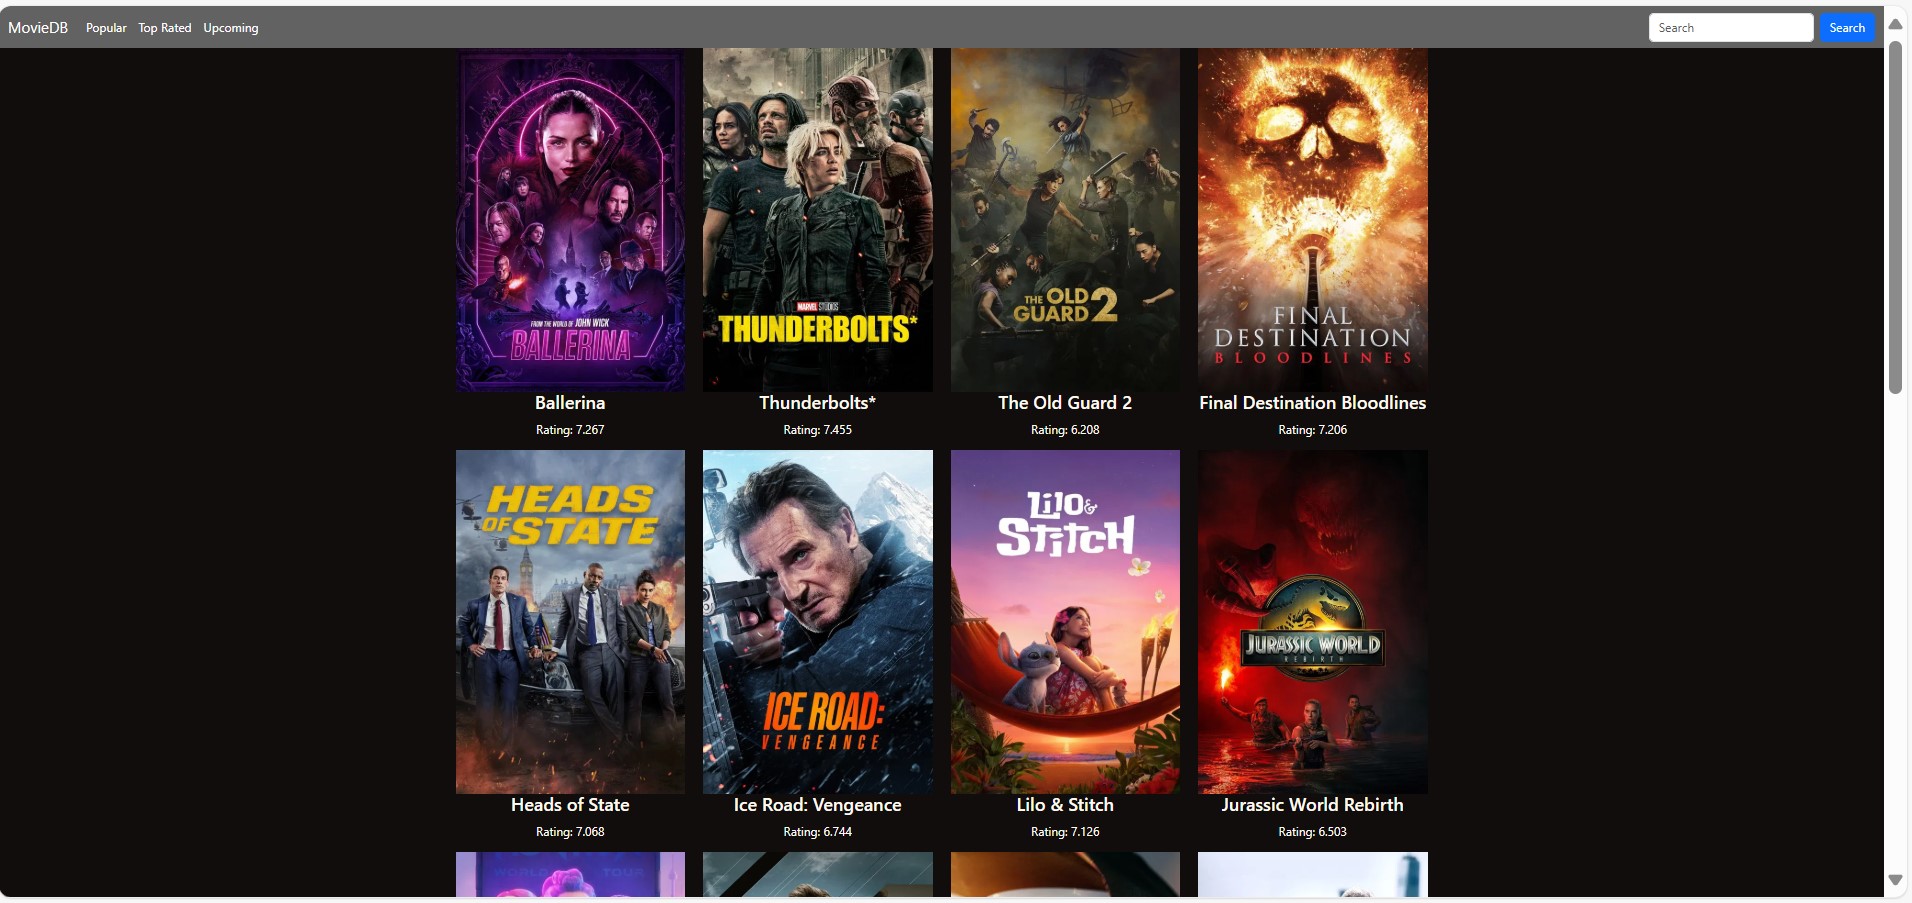 MovieDB Popular Top Rated Upcoming Search Search
MARVEL STUDIOS
THUNDERBOLTS*
FROM THE WORLD OF JOHN WICK
BALLERINA
THE OLD
GUARD 2
FINAL
DESTINATION
BLOODLINES
Ballerina Thunderbolts* The Old Guard 2 Final Destination Bloodlines
Rating: 7.267 Rating: 7.455 Rating: 6.208 Rating: 7.206
HEADS
OF STATE
ICE ROAD:
VENGEANCE
LILO &
STITCH
JURASSIC WORLD
REBIRTH
Heads of State Ice Road: Vengeance Lilo & Stitch Jurassic World Rebirth
Rating: 7.068 Rating: 6.744 Rating: 7.126 Rating: 6.503
WORLD TOUR